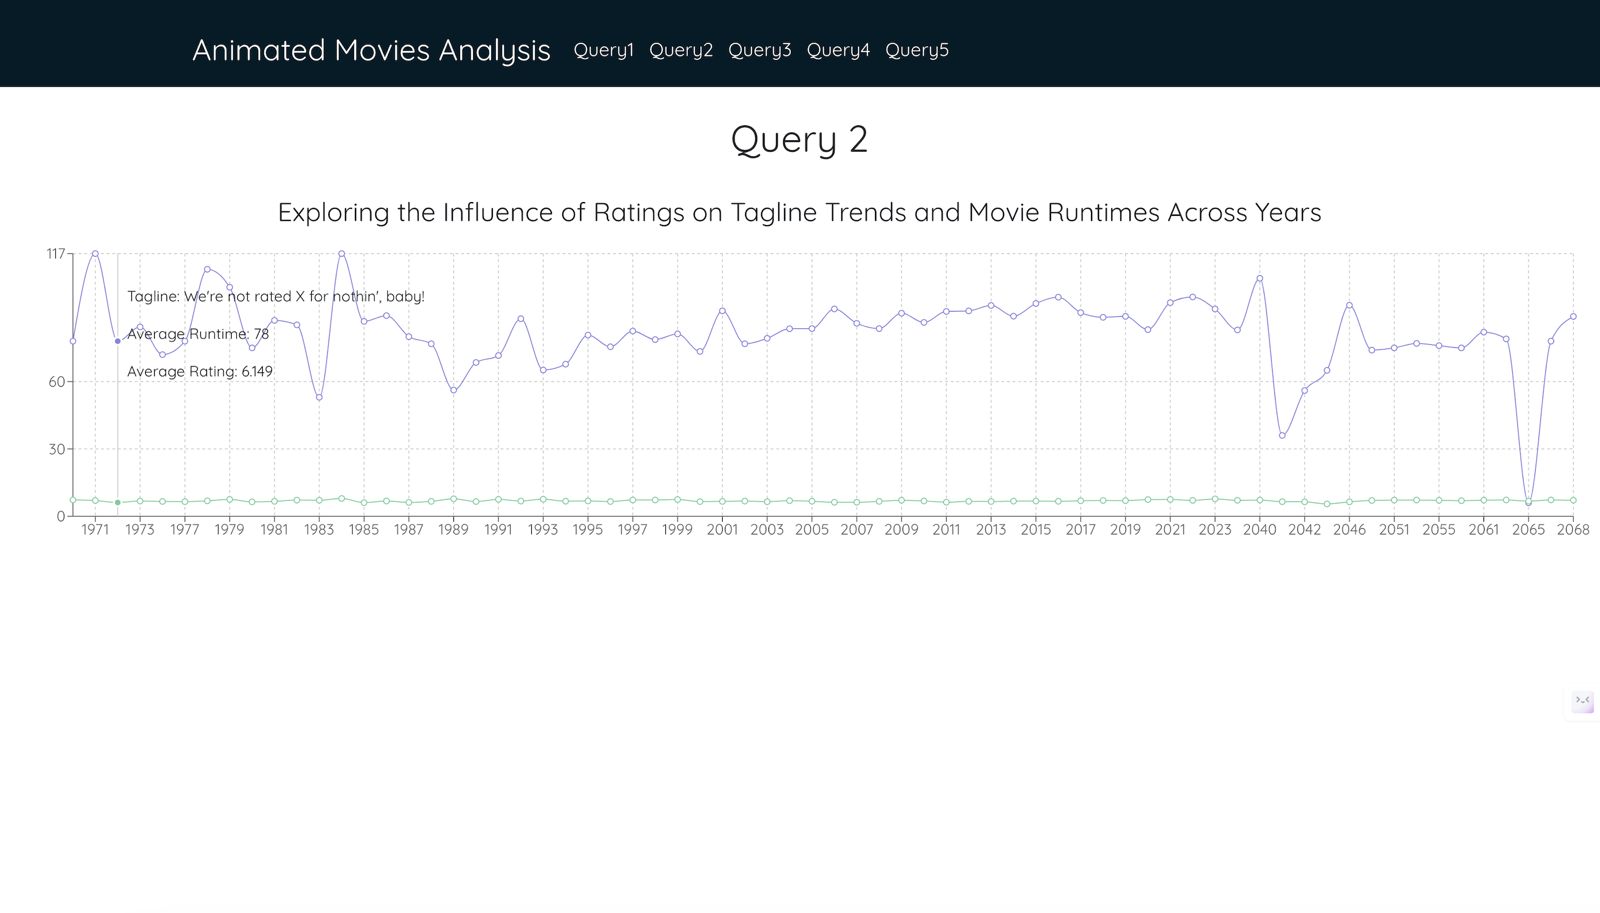 Animated Movies Analysis Query1 Query2 Query3 Query4 Query5
Query 2
Exploring the Influence of Ratings on Tagline Trends and Movie Runtimes Across Years
117
Tagline: We're not rated X for nothin', baby!
Average Runtime: 78
Average Rating: 6.149
60
30
0
1971 1973 1977 1979 1981 1983 1985 1987 1989 1991 1993 1995 1997 1999 2001 2003 2005 2007 2009 2011 2013 2015 2017 2019 2021 2023 2040 2042 2046 2051 2055 2061 2065 2068